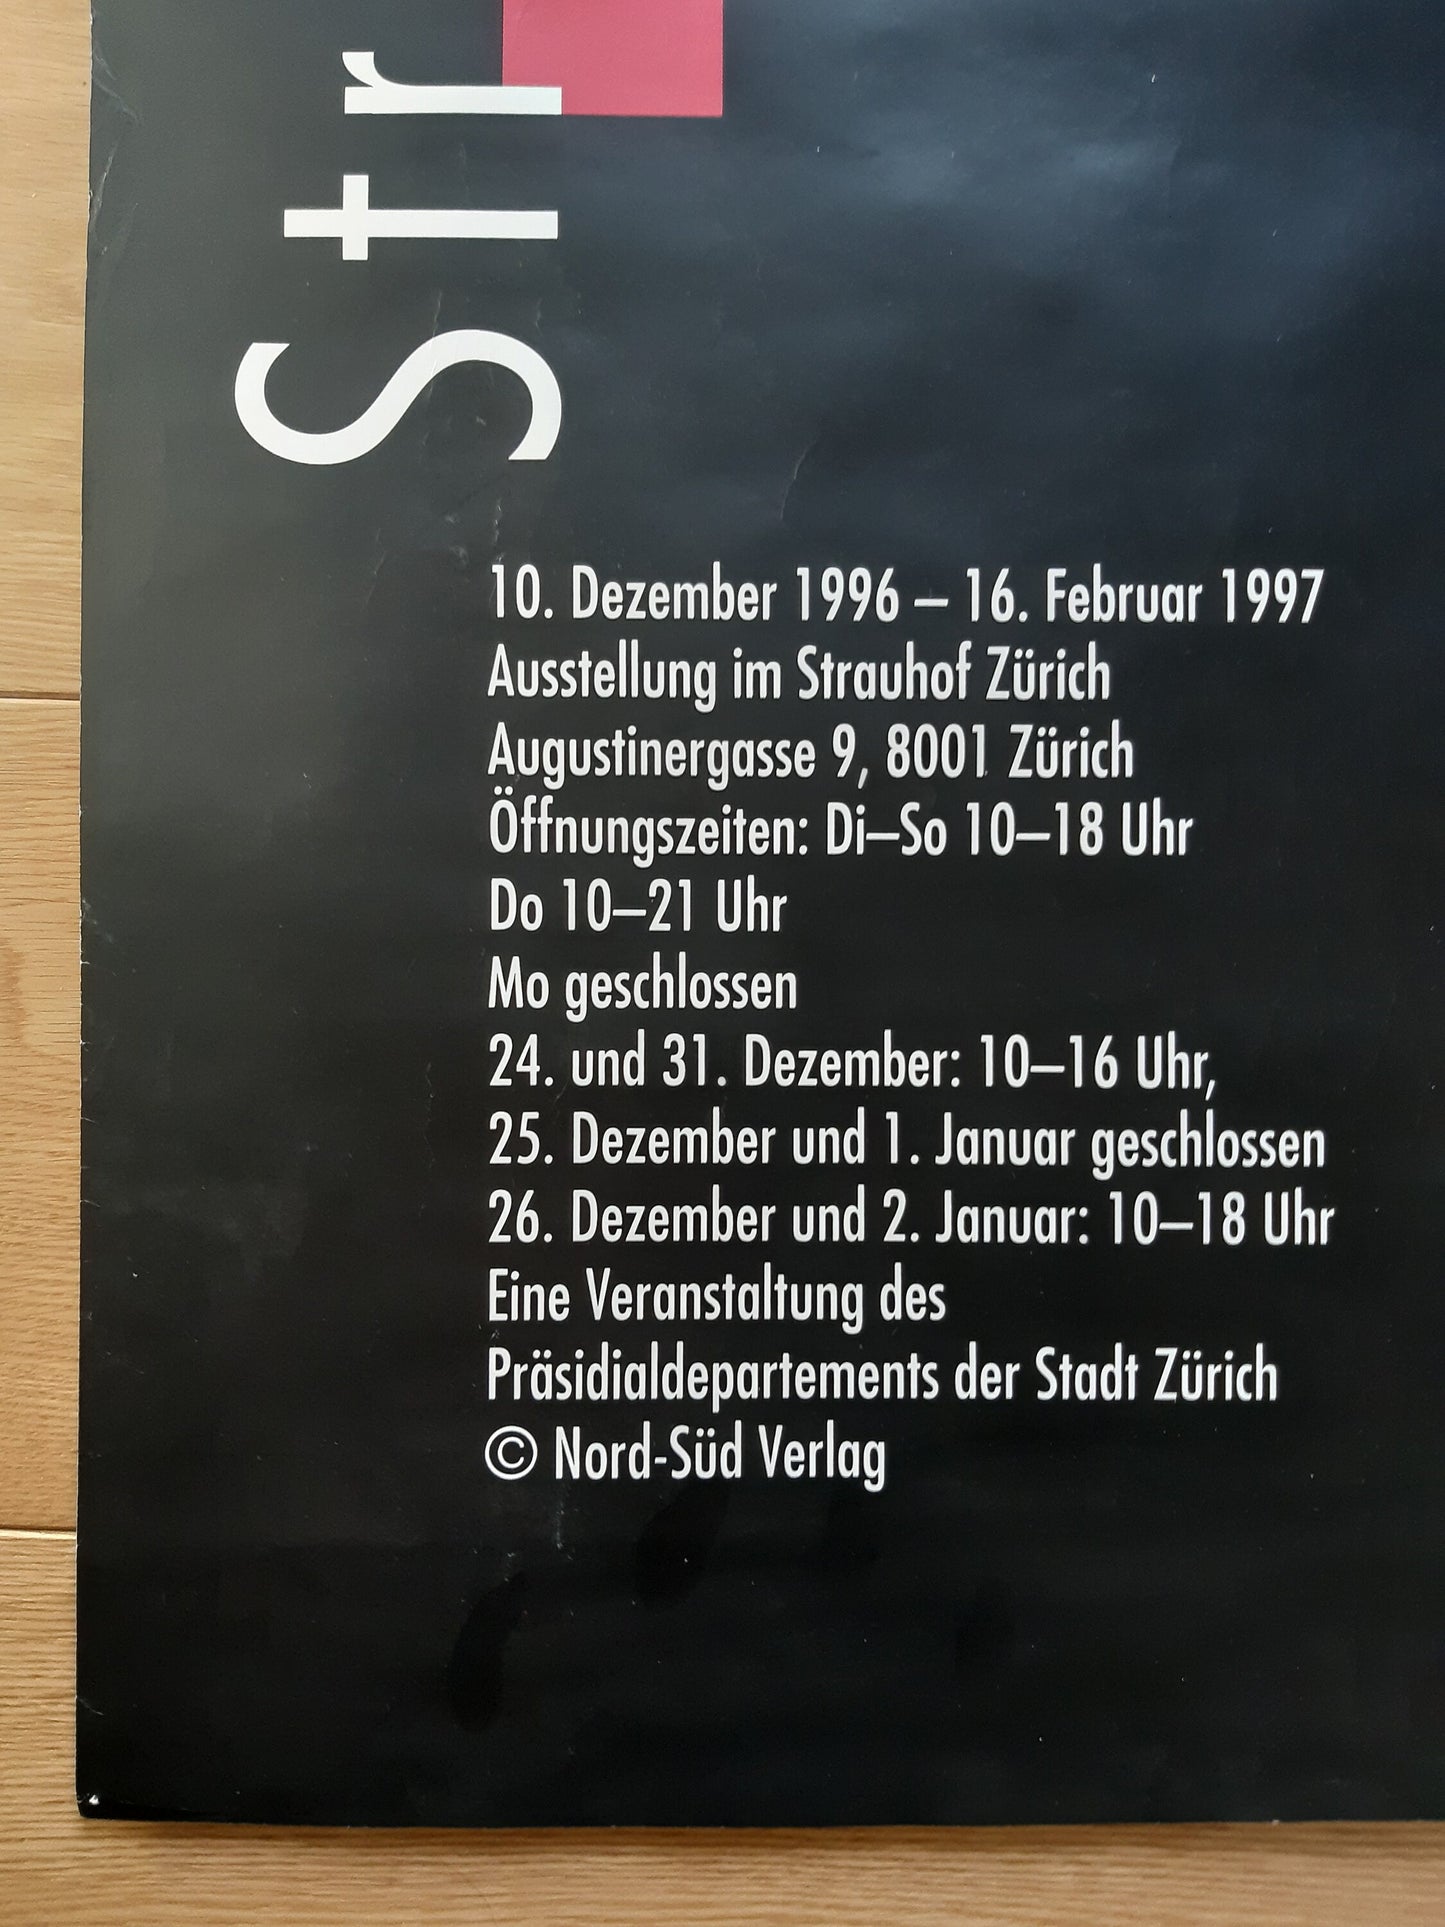 Str
10. Dezember 1996 – 16. Februar 1997
Ausstellung im Strauhof Zürich
Augustinergasse 9, 8001 Zürich
Öffnungszeiten: Di–So 10–18 Uhr
Do 10–21 Uhr
Mo geschlossen
24. und 31. Dezember: 10–16 Uhr,
25. Dezember und 1. Januar geschlossen
26. Dezember und 2. Januar: 10–18 Uhr
Eine Veranstaltung des
Präsidialdepartements der Stadt Zürich
© Nord-Süd Verlag